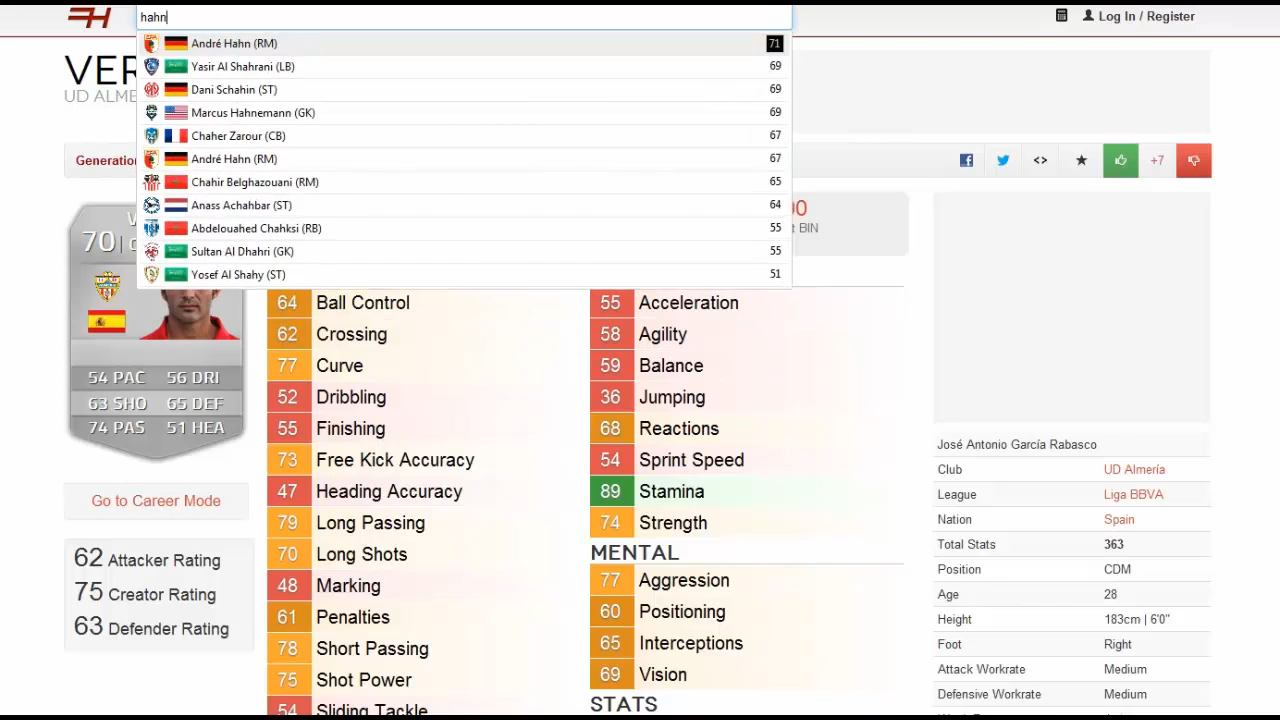 hahn
Log In / Register
André Hahn (RM) 71
Yasir Al Shahrani (LB) 69
Dani Schahin (ST) 69
Marcus Hahnemann (GK) 69
Chaher Zarour (CB) 67
André Hahn (RM) 67
Chahir Belghazouani (RM) 65
Anass Achahbar (ST) 64
Abdelouahed Chahksi (RB) 55
Sultan Al Dhahri (GK) 55
Yosef Al Shahy (ST) 51
VER
UD ALME
Generatio
+7
BIN
70
54 PAC 56 DRI
63 SHO 65 DEF
74 PAS 51 HEA
Go to Career Mode
62 Attacker Rating
75 Creator Rating
63 Defender Rating
64 Ball Control
62 Crossing
77 Curve
52 Dribbling
55 Finishing
73 Free Kick Accuracy
47 Heading Accuracy
79 Long Passing
70 Long Shots
48 Marking
61 Penalties
78 Short Passing
75 Shot Power
54 Sliding Tackle
55 Acceleration
58 Agility
59 Balance
36 Jumping
68 Reactions
54 Sprint Speed
89 Stamina
74 Strength
MENTAL
77 Aggression
60 Positioning
65 Interceptions
69 Vision
STATS
José Antonio García Rabasco
Club UD Almería
League Liga BBVA
Nation Spain
Total Stats 363
Position CDM
Age 28
Height 183cm | 6'0"
Foot Right
Attack Workrate Medium
Defensive Workrate Medium